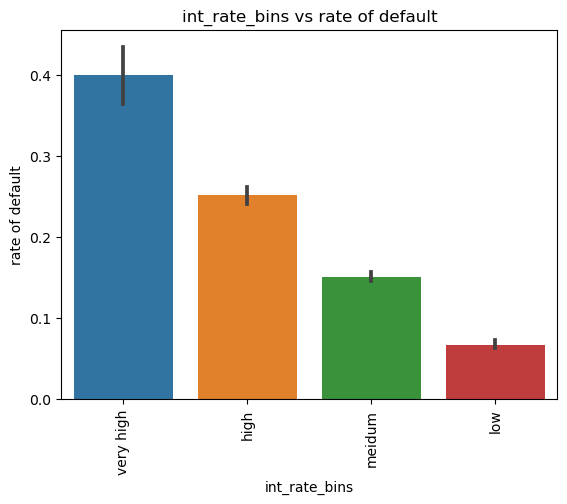 int_rate_bins vs rate of default
rate of default
0.4
0.3
0.2
0.1
0.0
very high
high
meidum
low
int_rate_bins